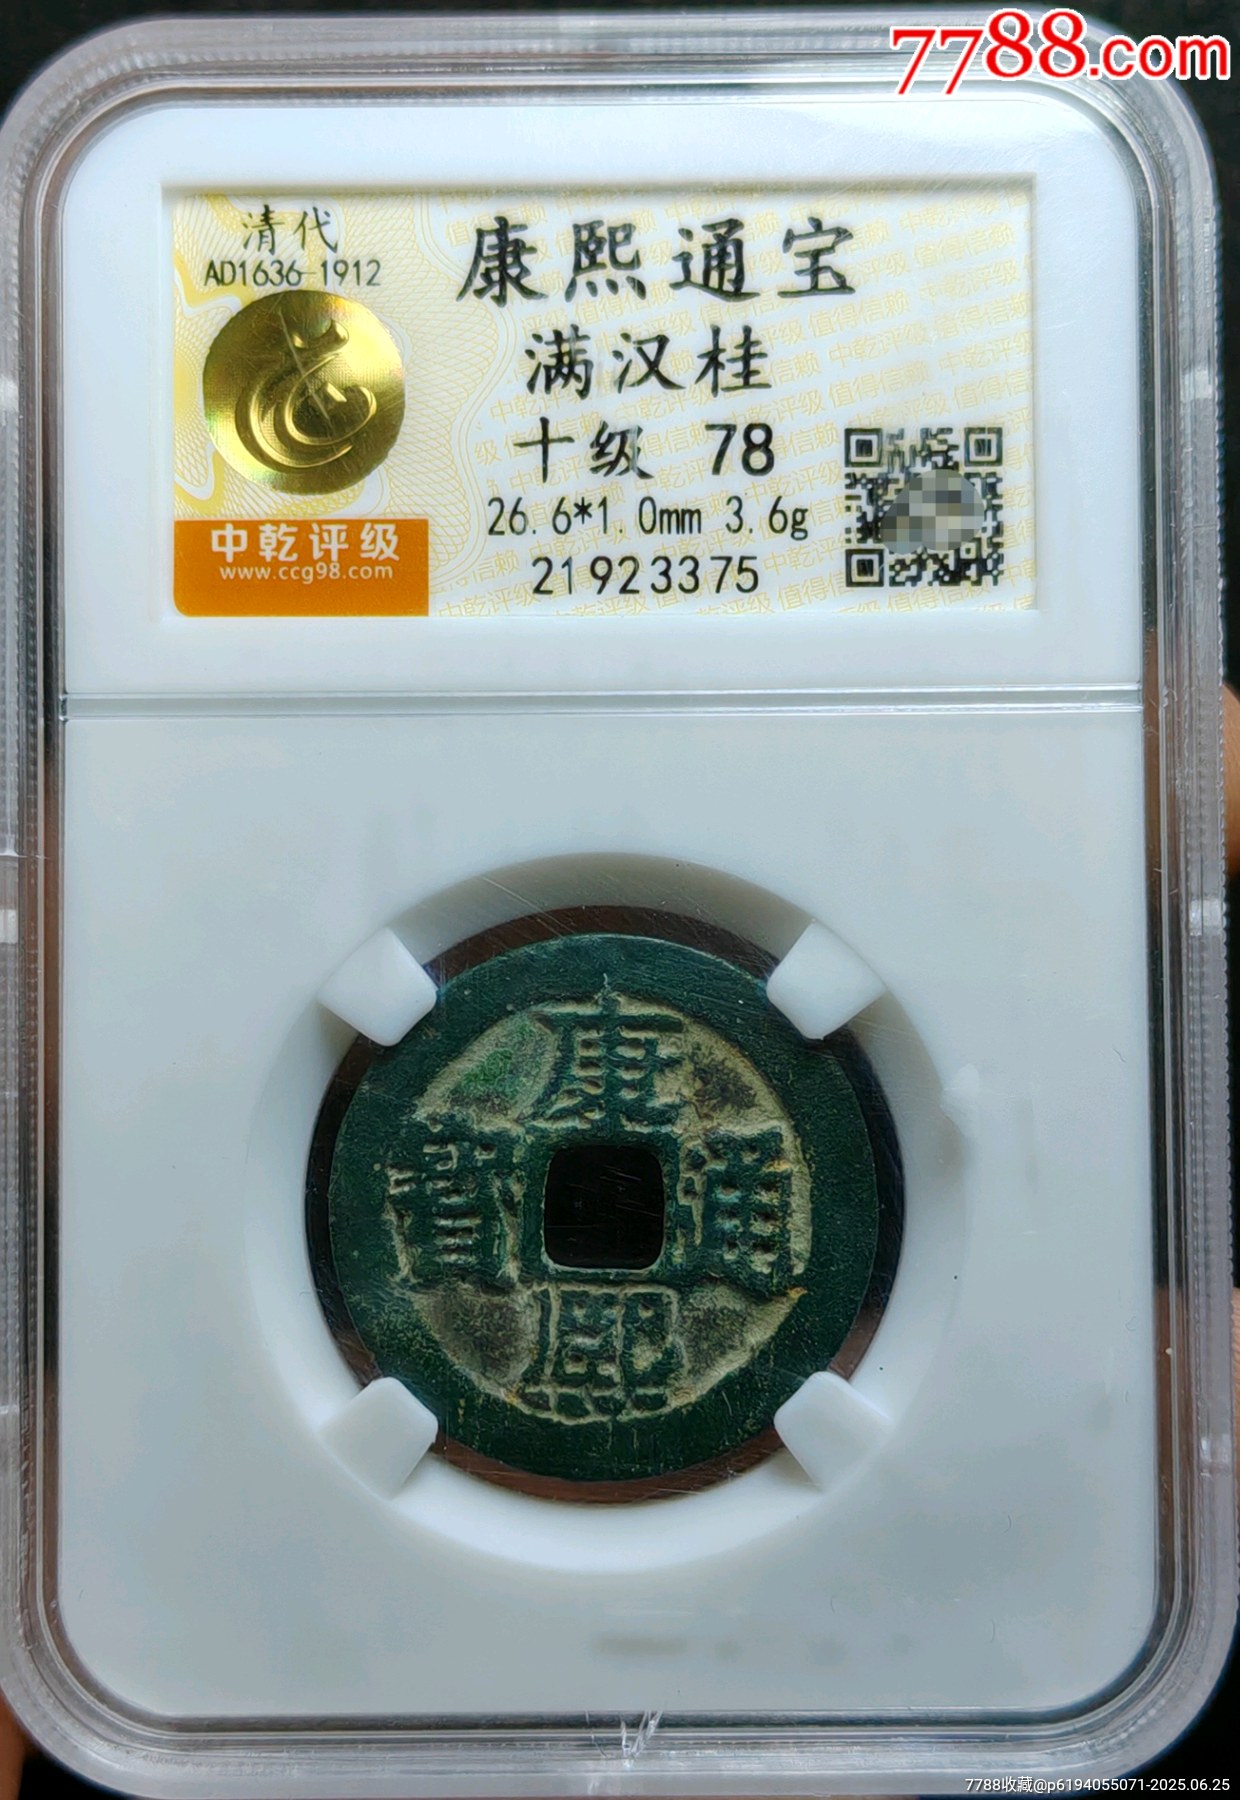 7788.com
清代
AD1636-1912
康熙通宝
满汉桂
十级 78
26.6*1.0mm 3.6g
21923375
中乾评级
www.ccg98.com
康
寶 通
熙
7788收藏@p6194055071-2025.06.25